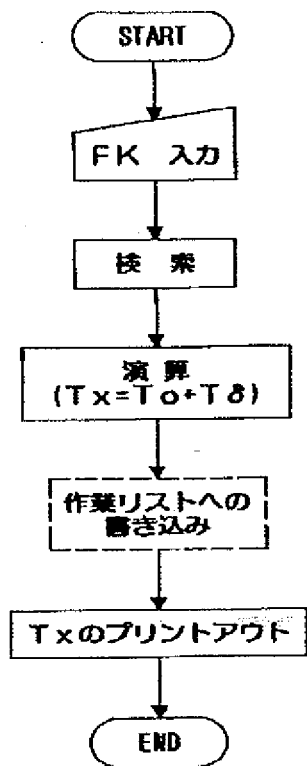 START
FK 入力
検 索
演 算
(Tx=To+Tδ)
作業リストへの
書き込み
Txのプリントアウト
END